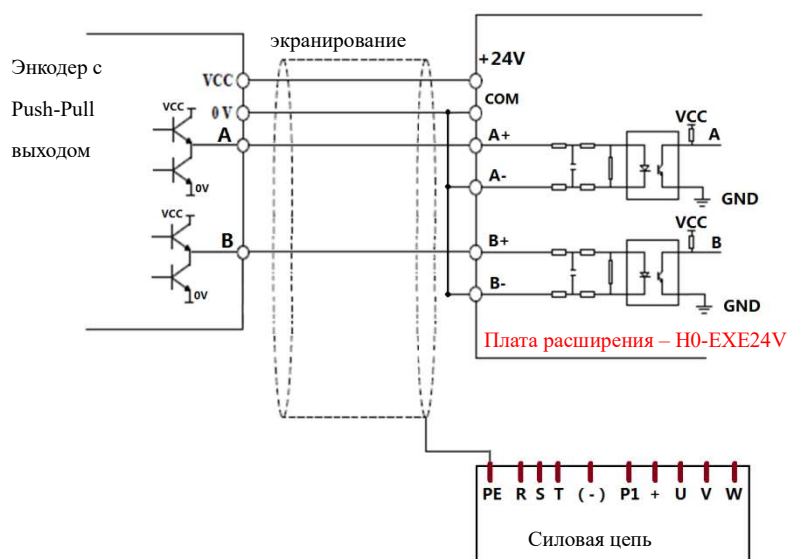 экранирование
Энкодер с
Push-Pull
выходом
VCC
0 V
A
B
VCC
0V
VCC
0V
+24V
COM
A+
A-
B+
B-
VCC
A
GND
VCC
B
GND
Плата расширения – H0-EXE24V
PE R S T (-) P1 + U V W
Силовая цепь